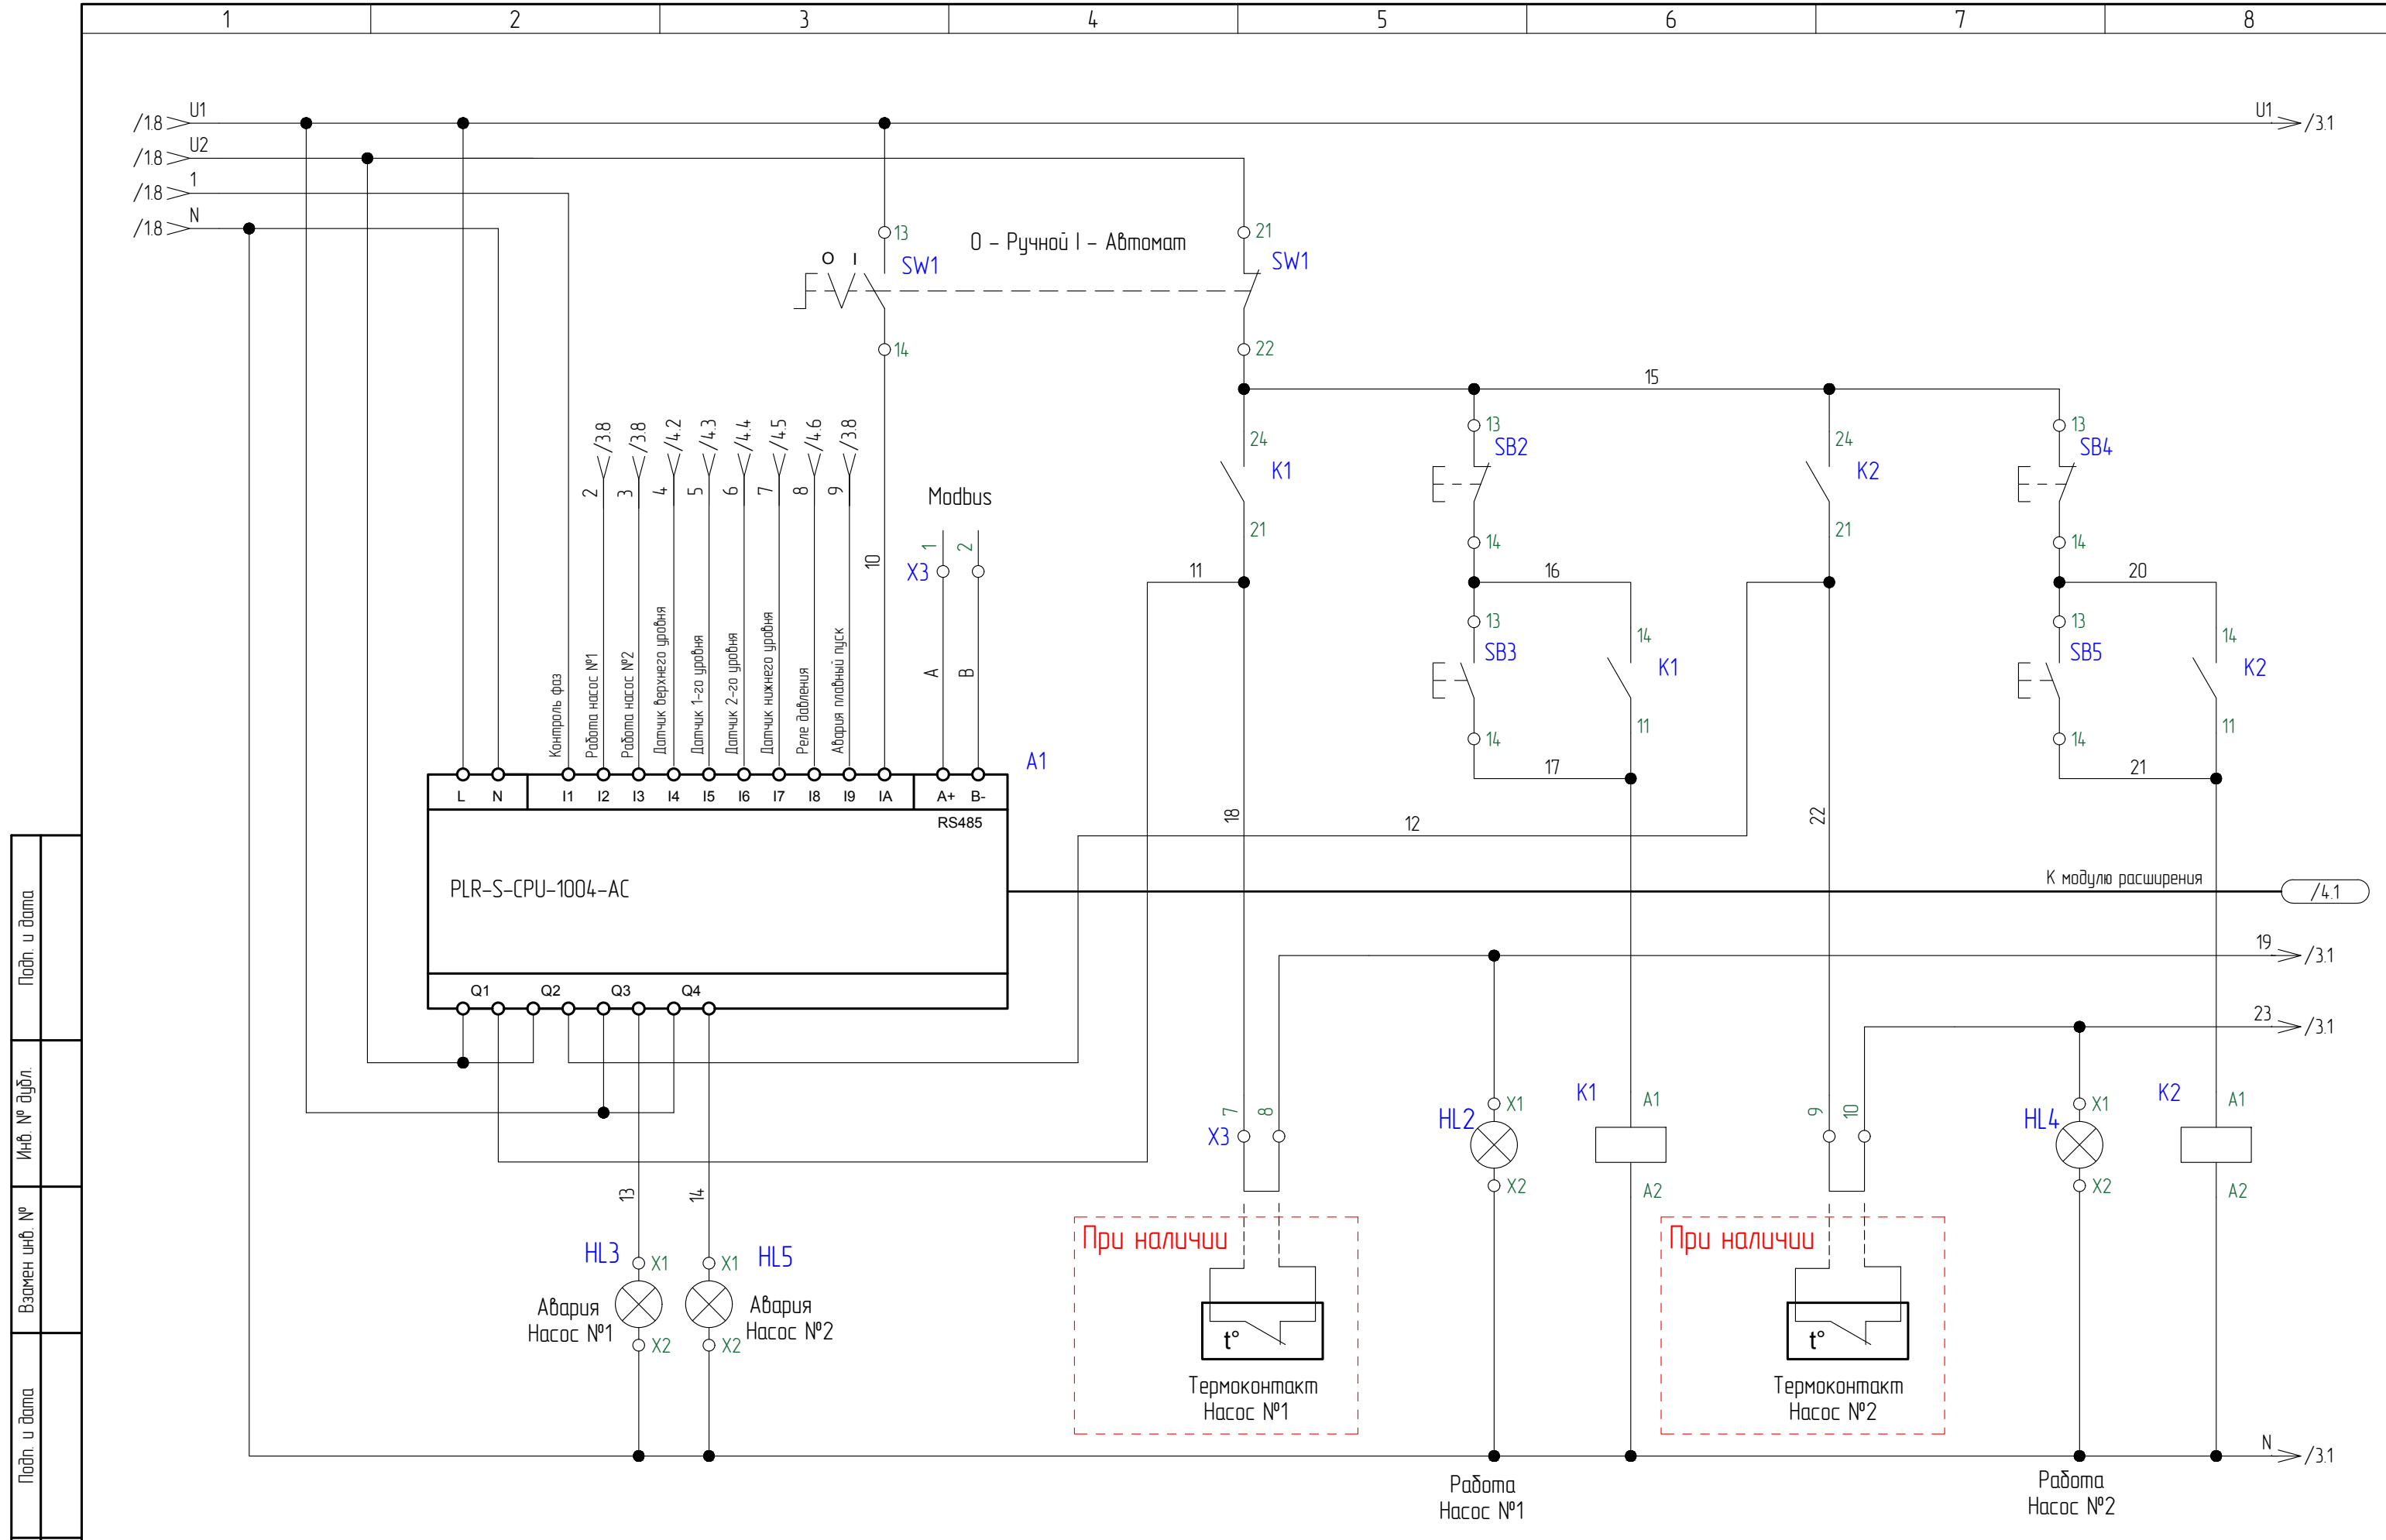 1 2 3 4 5 6 7 8
/1.8 U1
U1 /3.1
/1.8 U2
/1.8 1
/1.8 N
13
0 - Ручной I - Автомат
21
O I
SW1
SW1
14
22
15
/3.8 /3.8 /4.2 /4.3 /4.4 /4.5 /4.6 /3.8
2 3 4 5 6 7 8 9
10
24
K1
21
13
SB2
14
24
K2
21
13
SB4
14
Modbus
1 2
X3
A B
11
16
20
13
SB3
14
14
K1
11
13
SB5
14
14
K2
11
17
21
Контроль фаз
Работа насос №1
Работа насос №2
Датчик верхнего уровня
Датчик 1-го уровня
Датчик 2-го уровня
Датчик нижнего уровня
Реле давления
Авария плавный пуск
A1
L N I1 I2 I3 I4 I5 I6 I7 I8 I9 IA A+ B-
RS485
18
12
22
PLR-S-CPU-1004-AC
К модулю расширения
/4.1
19 /3.1
Q1 Q2 Q3 Q4
23 /3.1
7 8
X3
HL2
X1
X2
K1
A1
A2
9 10
HL4
X1
X2
K2
A1
A2
13 14
При наличии
При наличии
HL3 X1
X1 HL5
Авария
Насос №1
X2
Авария
Насос №2
X2
t°
t°
Термоконтакт
Насос №1
Термоконтакт
Насос №2
N /3.1
Работа
Насос №1
Работа
Насос №2
Подп. и дата
Инв. № дубл.
Взамен инв. №
Подп. и дата